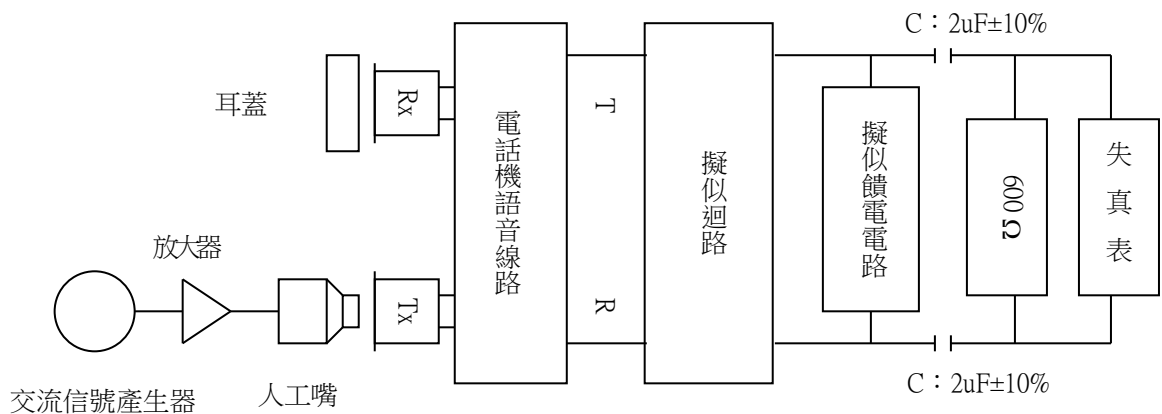 C：2uF±10%
耳蓋
Rx
電話機語音線路
T
擬似迴路
擬似饋電電路
600 Ω
失真表
放大器
Tx
R
交流信號產生器
人工嘴
C：2uF±10%